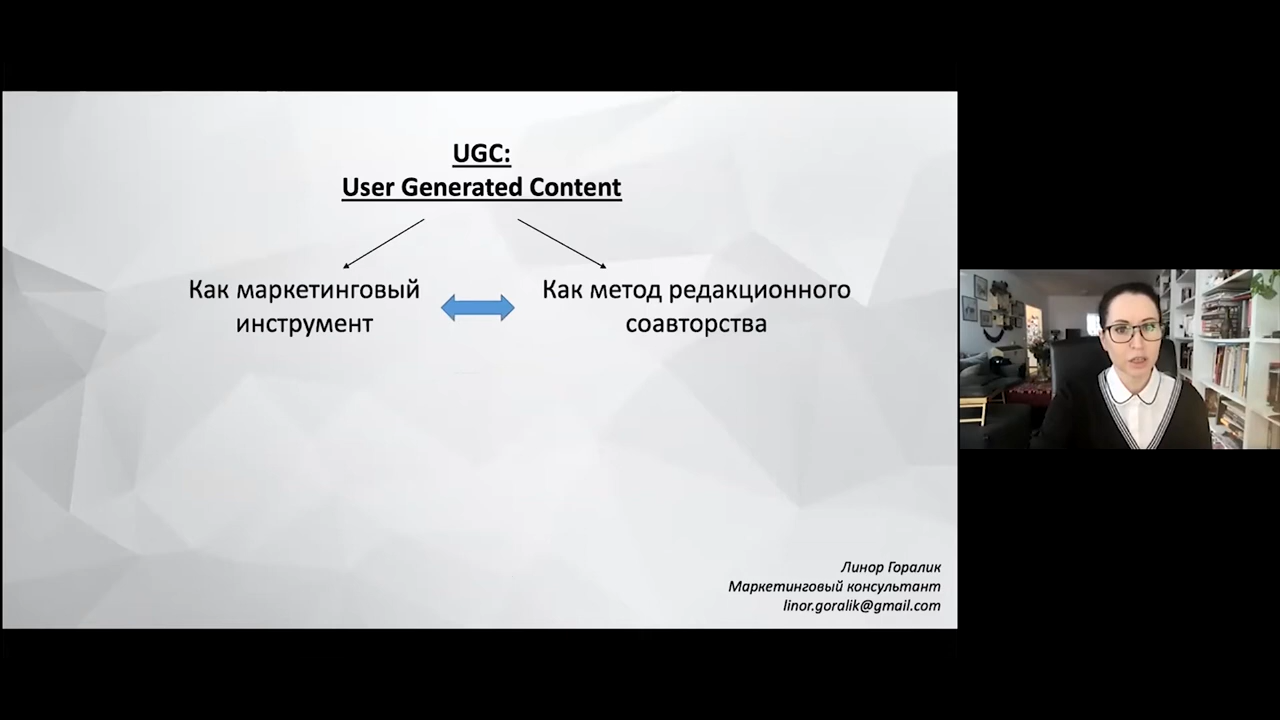 UGC:
User Generated Content
Как маркетинговый
инструмент
Как метод редакционного
соавторства
Линор Горалик
Маркетинговый консультант
linor.goralik@gmail.com